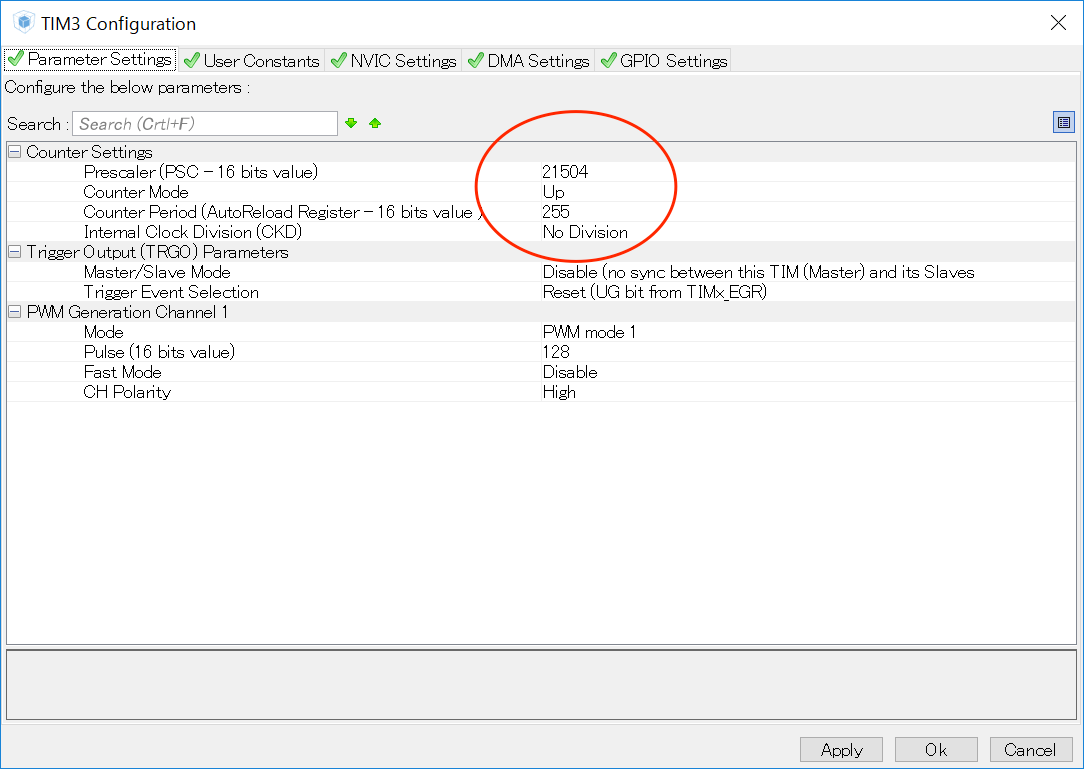 TIM3 Configuration
Parameter Settings User Constants NVIC Settings DMA Settings GPIO Settings
Configure the below parameters :
Search : Search (Crtl+F)
Counter Settings
Prescaler (PSC - 16 bits value) 21504
Counter Mode Up
Counter Period (AutoReload Register - 16 bits value ) 255
Internal Clock Division (CKD) No Division
Trigger Output (TRGO) Parameters
Master/Slave Mode Disable (no sync between this TIM (Master) and its Slaves
Trigger Event Selection Reset (UG bit from TIMx_EGR)
PWM Generation Channel 1
Mode PWM mode 1
Pulse (16 bits value) 128
Fast Mode Disable
CH Polarity High
Apply Ok Cancel